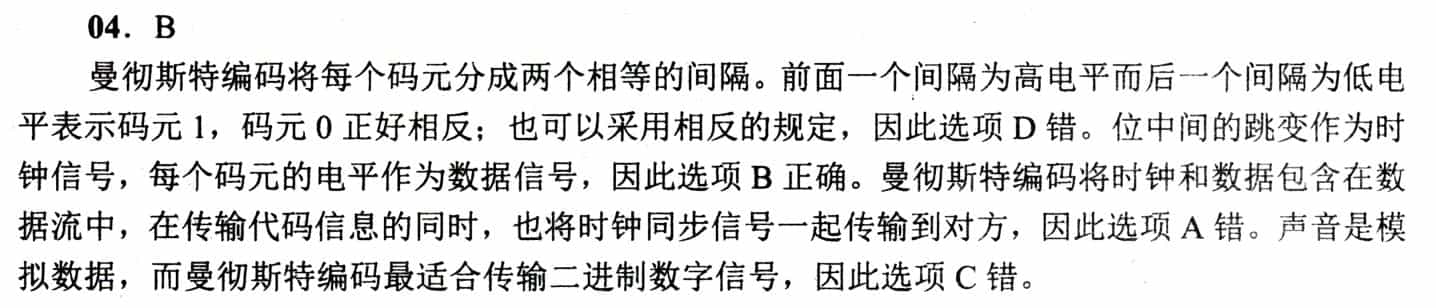 04．B
曼彻斯特编码将每个码元分成两个相等的间隔。前面一个间隔为高电平而后一个间隔为低电
平表示码元 1，码元 0 正好相反；也可以采用相反的规定，因此选项 D 错。位中间的跳变作为时
钟信号，每个码元的电平作为数据信号，因此选项 B 正确。曼彻斯特编码将时钟和数据包含在数
据流中，在传输代码信息的同时，也将时钟同步信号一起传输到对方，因此选项 A 错。声音是模
拟数据，而曼彻斯特编码最适合传输二进制数字信号，因此选项 C 错。